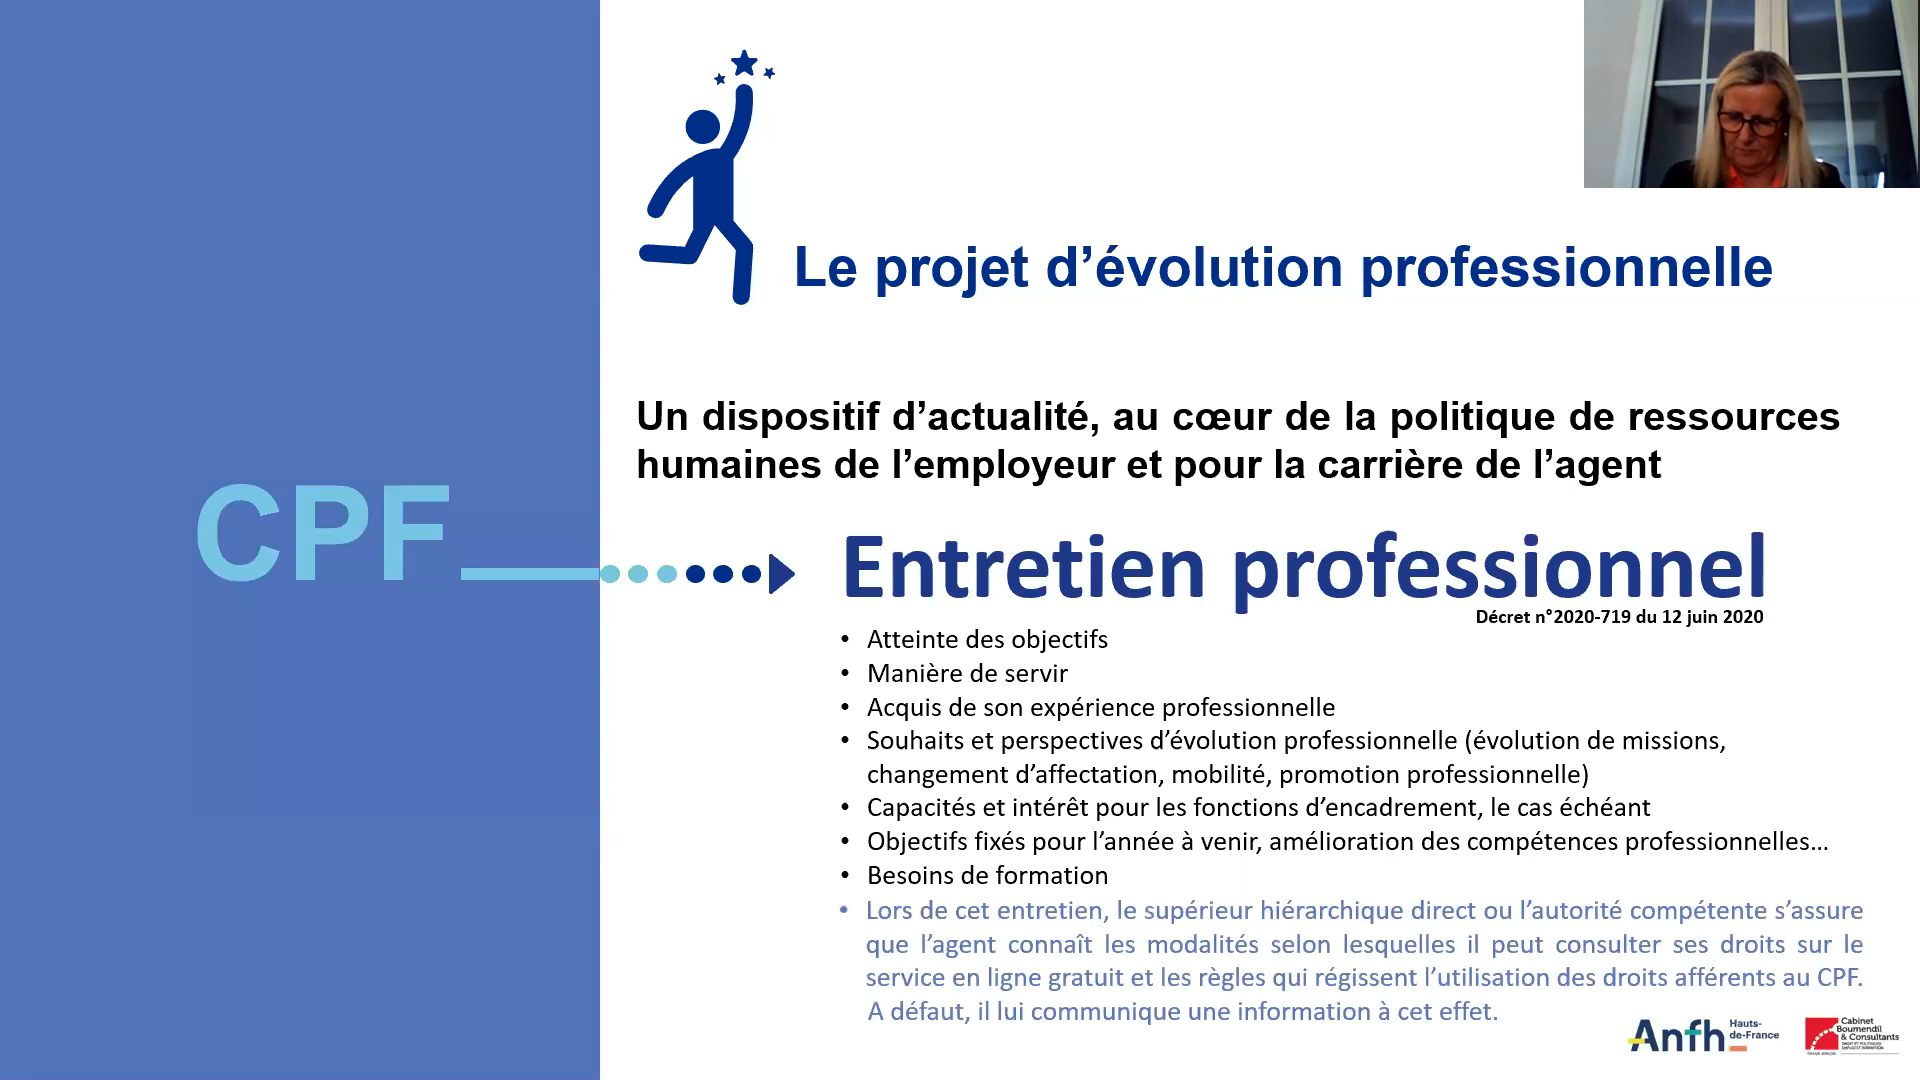 Le projet d’évolution professionnelle
Un dispositif d’actualité, au cœur de la politique de ressources
humaines de l’employeur et pour la carrière de l’agent
CPF
Entretien professionnel
Décret n°2020-719 du 12 juin 2020
• Atteinte des objectifs
• Manière de servir
• Acquis de son expérience professionnelle
• Souhaits et perspectives d’évolution professionnelle (évolution de missions,
changement d’affectation, mobilité, promotion professionnelle)
• Capacités et intérêt pour les fonctions d’encadrement, le cas échéant
• Objectifs fixés pour l’année à venir, amélioration des compétences professionnelles...
• Besoins de formation
• Lors de cet entretien, le supérieur hiérarchique direct ou l’autorité compétente s’assure
que l’agent connaît les modalités selon lesquelles il peut consulter ses droits sur le
service en ligne gratuit et les règles qui régissent l’utilisation des droits afférents au CPF.
A défaut, il lui communique une information à cet effet.
Anfh
Hauts-
de-France
Cabinet
Boumendil
& Consultants